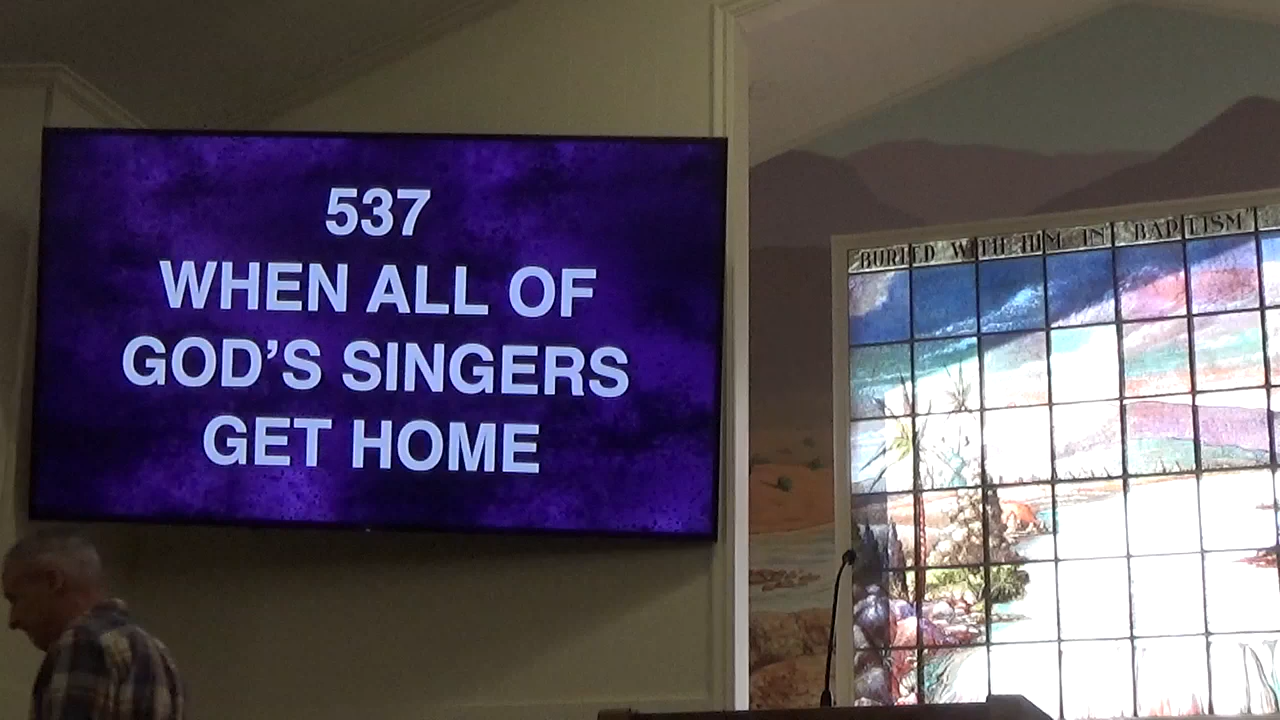 537
WHEN ALL OF
GOD’S SINGERS
GET HOME
"BURIED WITH HIM IN BAPTISM"